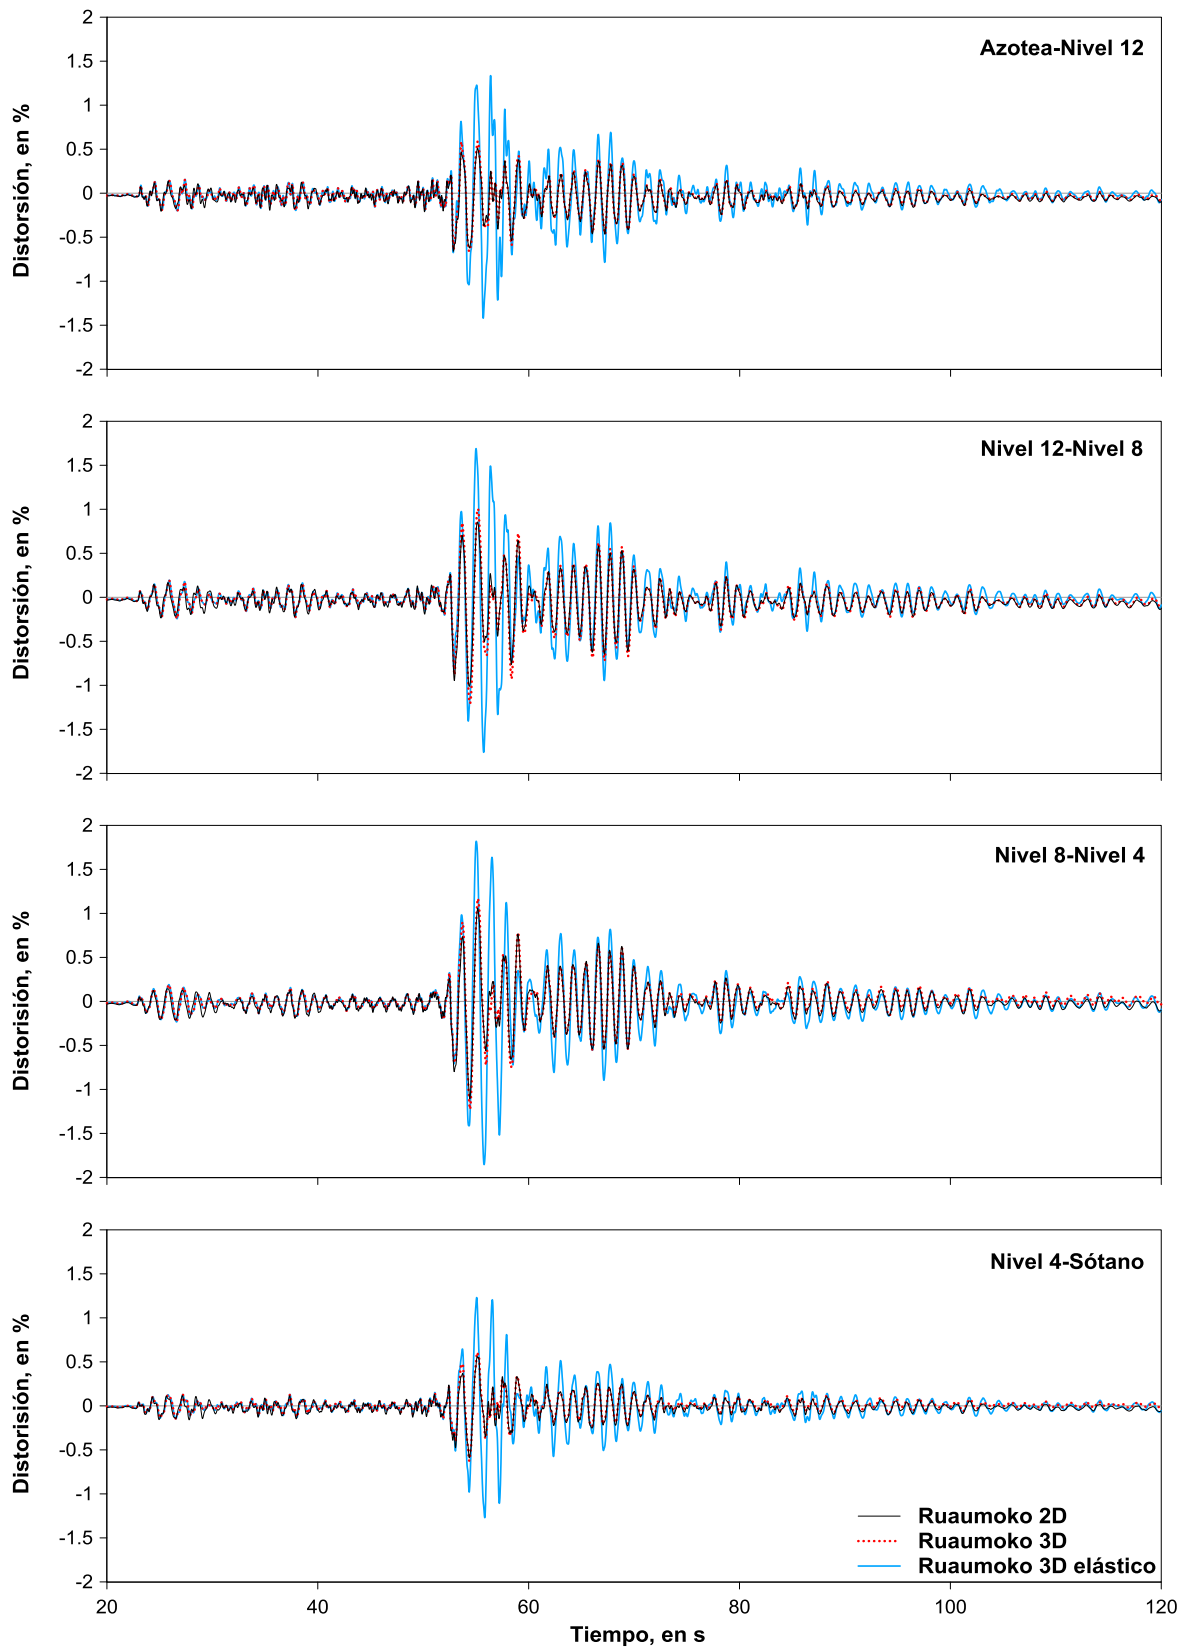 Azotea-Nivel 12
Distorsión, en %
2
1.5
1
0.5
0
-0.5
-1
-1.5
-2
Nivel 12-Nivel 8
Distorsión, en %
2
1.5
1
0.5
0
-0.5
-1
-1.5
-2
Nivel 8-Nivel 4
Distorisión, en %
2
1.5
1
0.5
0
-0.5
-1
-1.5
-2
Nivel 4-Sótano
Distorisión, en %
2
1.5
1
0.5
0
-0.5
-1
-1.5
-2
Ruaumoko 2D
Ruaumoko 3D
Ruaumoko 3D elástico
20 40 60 80 100 120
Tiempo, en s